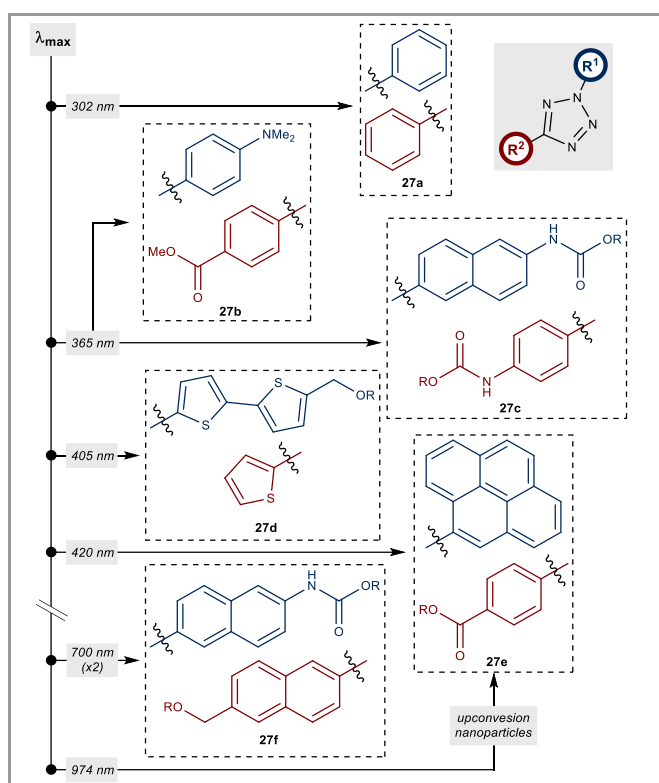 λmax
302 nm
27a
R1
N
N
N
N
R2
NMe2
MeO
O
27b
365 nm
H
N
OR
O
O
RO
N
H
27c
405 nm
S
S
OR
S
27d
420 nm
RO
O
27e
700 nm
(x2)
H
N
OR
O
RO
27f
upconvesion
nanoparticles
974 nm